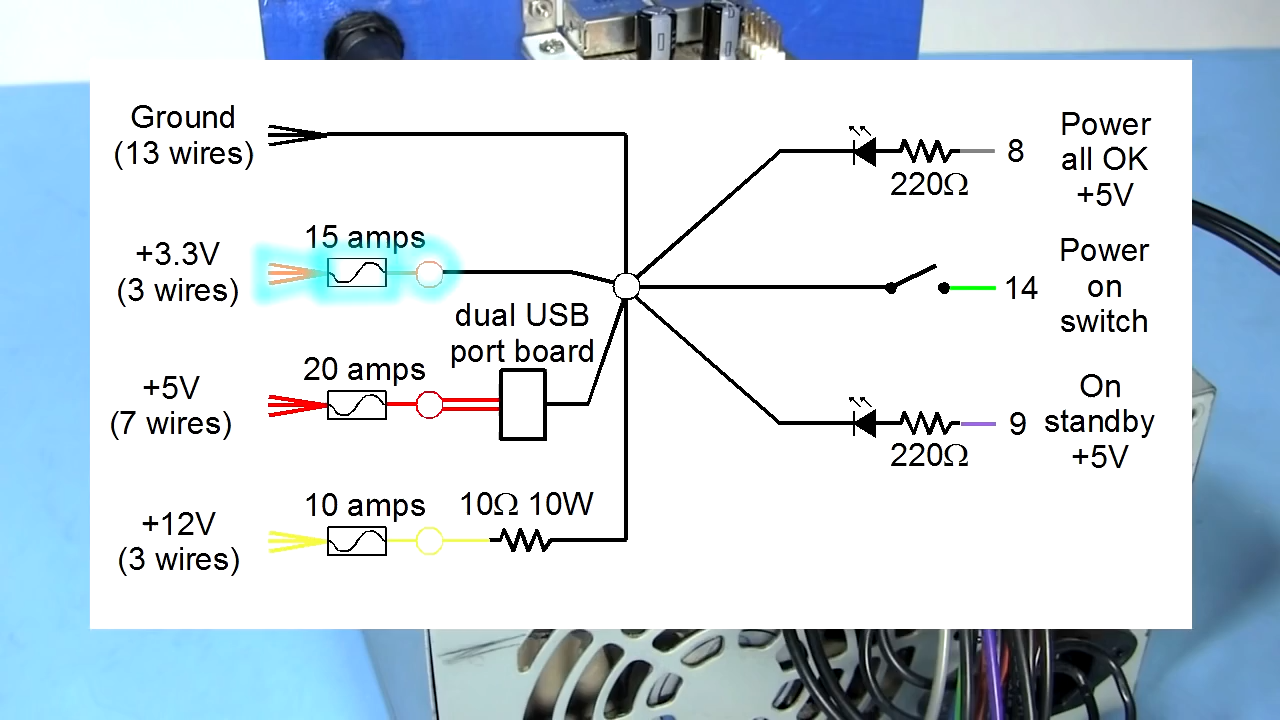 Ground
(13 wires)
+3.3V
(3 wires)
15 amps
dual USB
port board
+5V
(7 wires)
20 amps
+12V
(3 wires)
10 amps
10Ω 10W
220Ω
8
Power
all OK
+5V
14
Power
on
switch
220Ω
9
On
standby
+5V